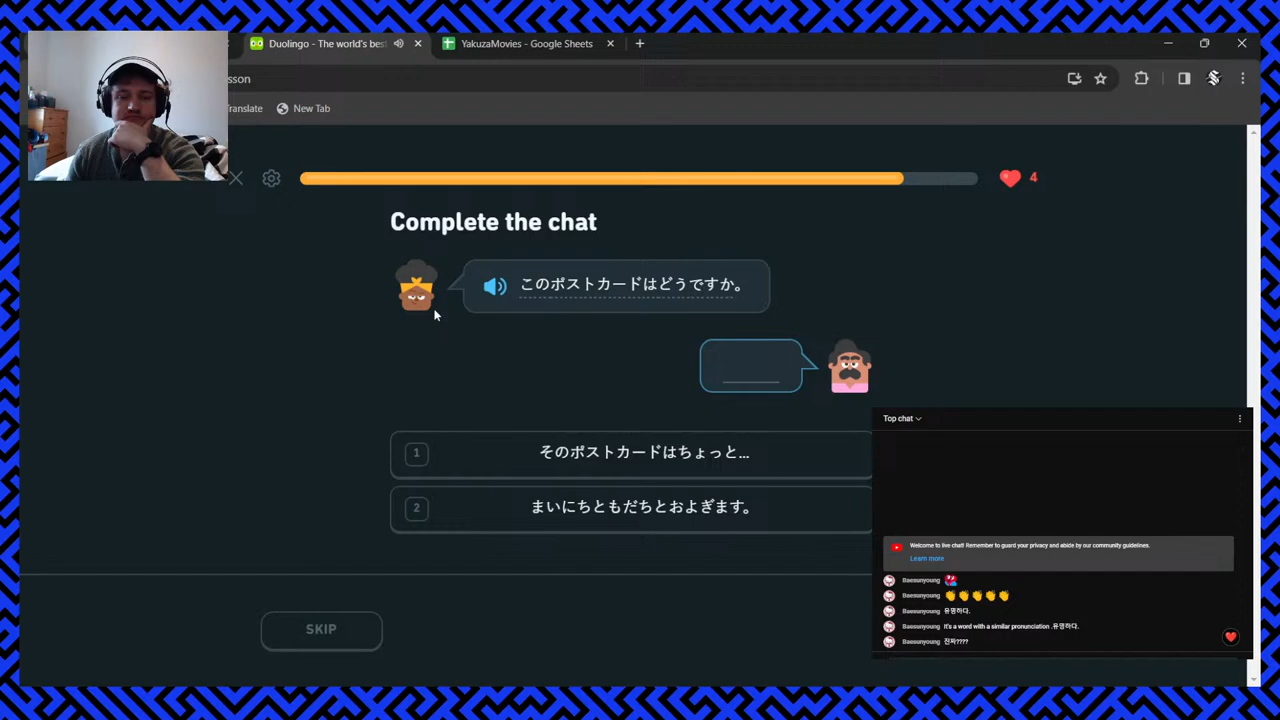 Duolingo - The world's bes
YakuzaMovies - Google Sheets
sson
Translate
New Tab
4
Complete the chat
このポストカードはどうですか。
1
そのポストカードはちょっと...
2
まいにちともだちとおよぎます。
SKIP
Top chat
Welcome to live chat! Remember to guard your privacy and abide by our community guidelines.
Learn more
Baesunyoung
Baesunyoung
Baesunyoung 유명하다.
Baesunyoung It's a word with a similar pronunciation .유명하다.
Baesunyoung 진짜????